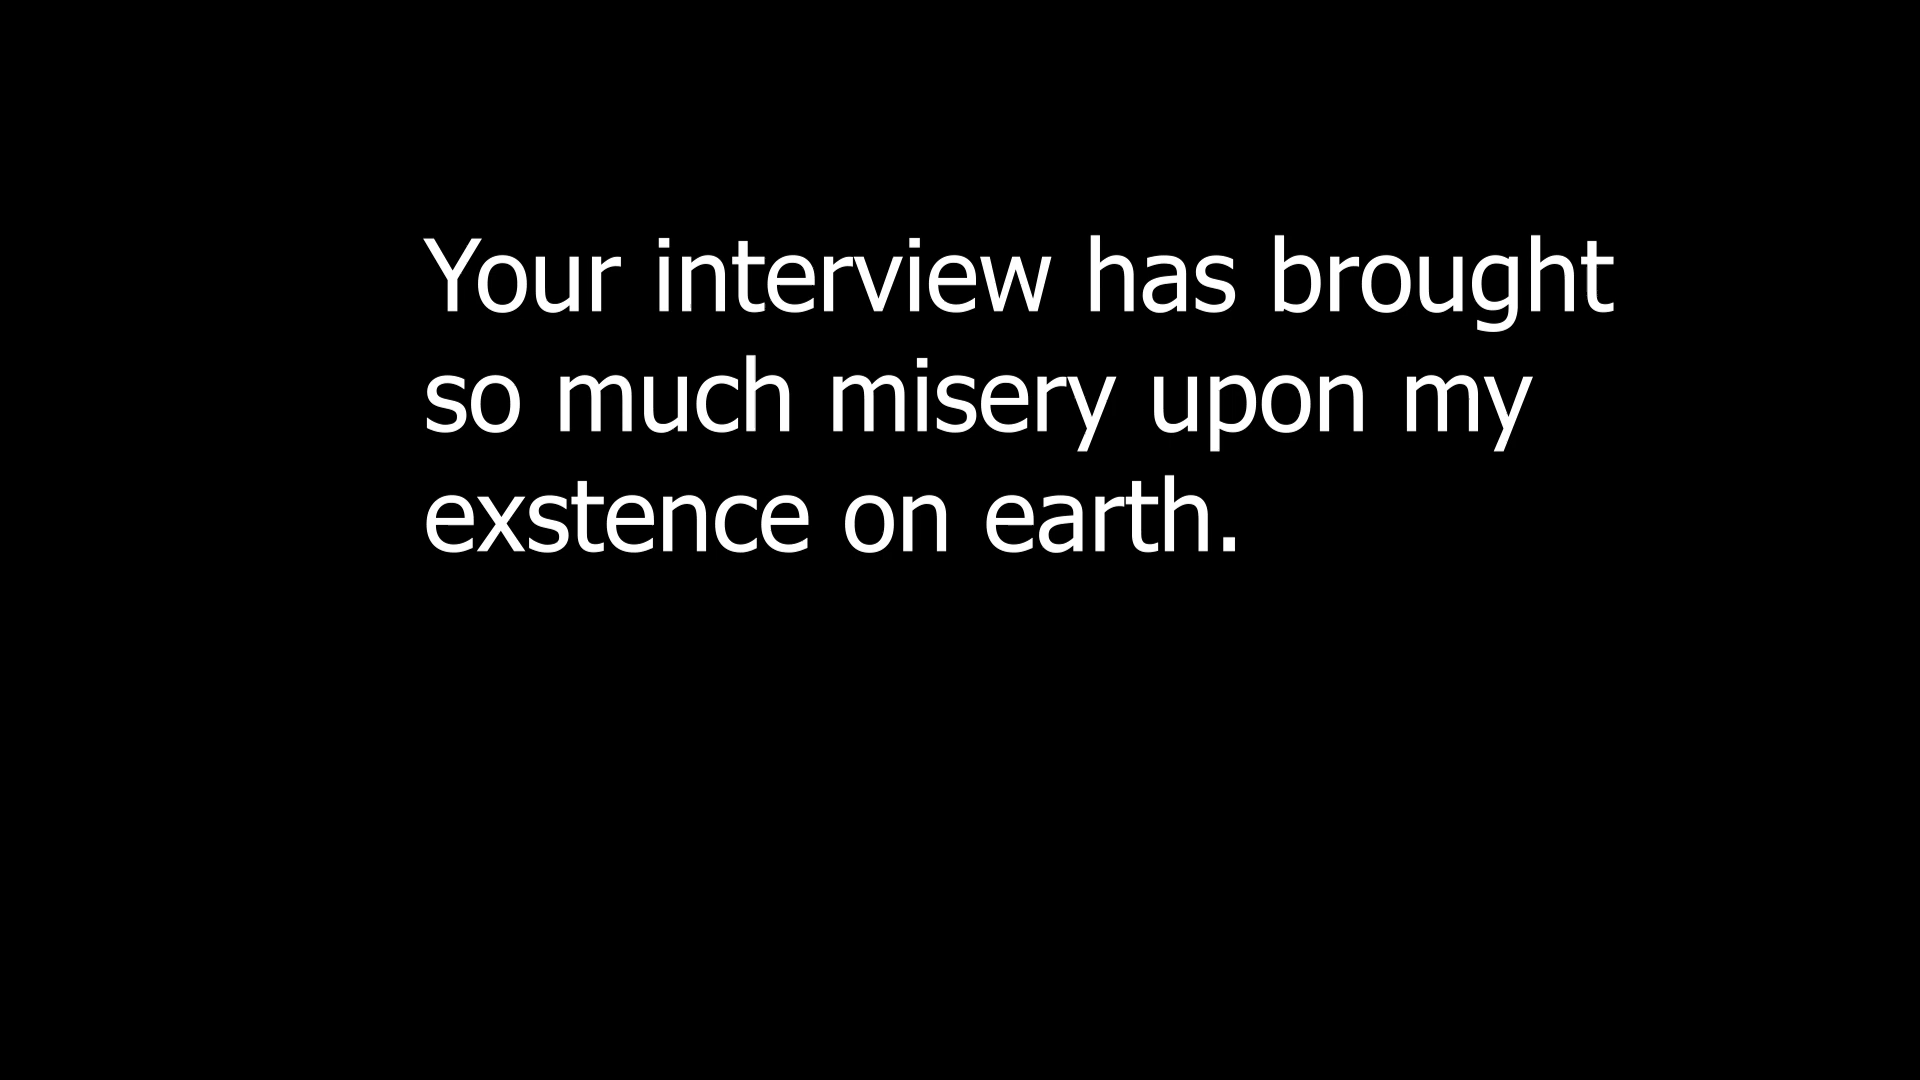 Your interview has brought
so much misery upon my
exstence on earth.